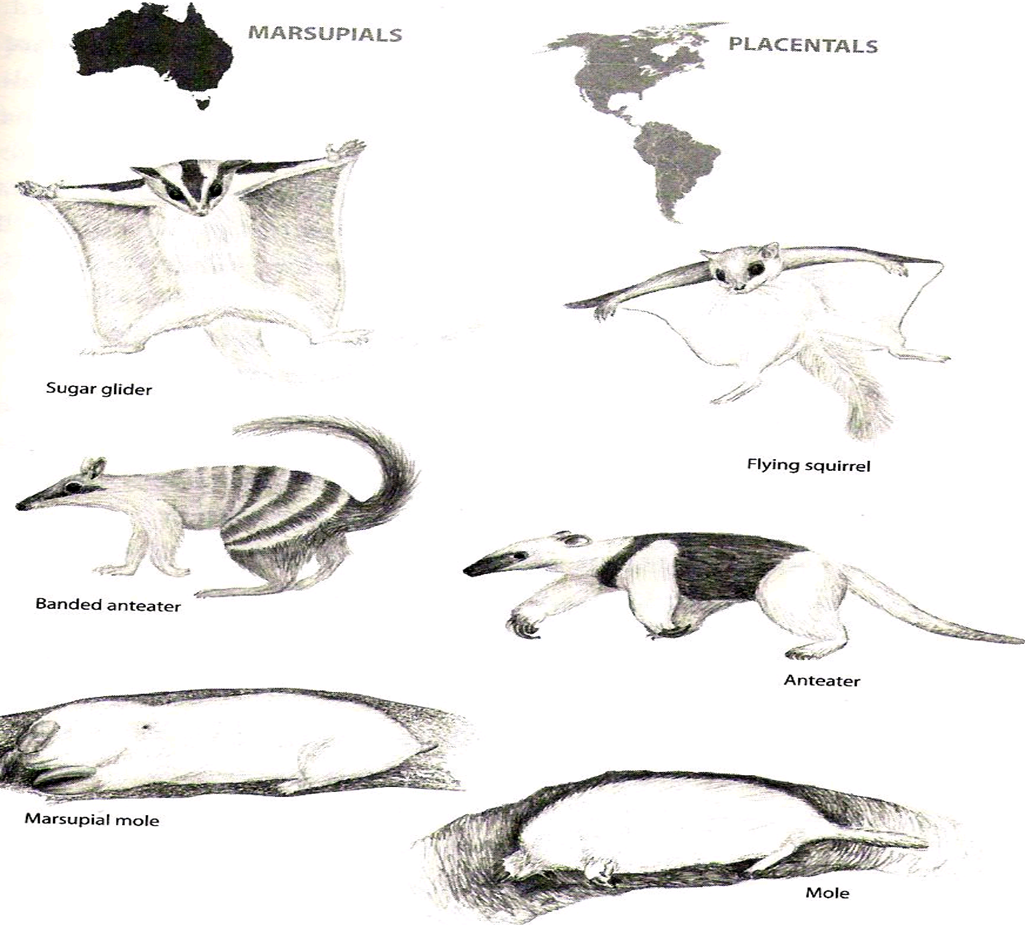 MARSUPIALS
PLACENTALS
Sugar glider
Flying squirrel
Banded anteater
Anteater
Marsupial mole
Mole